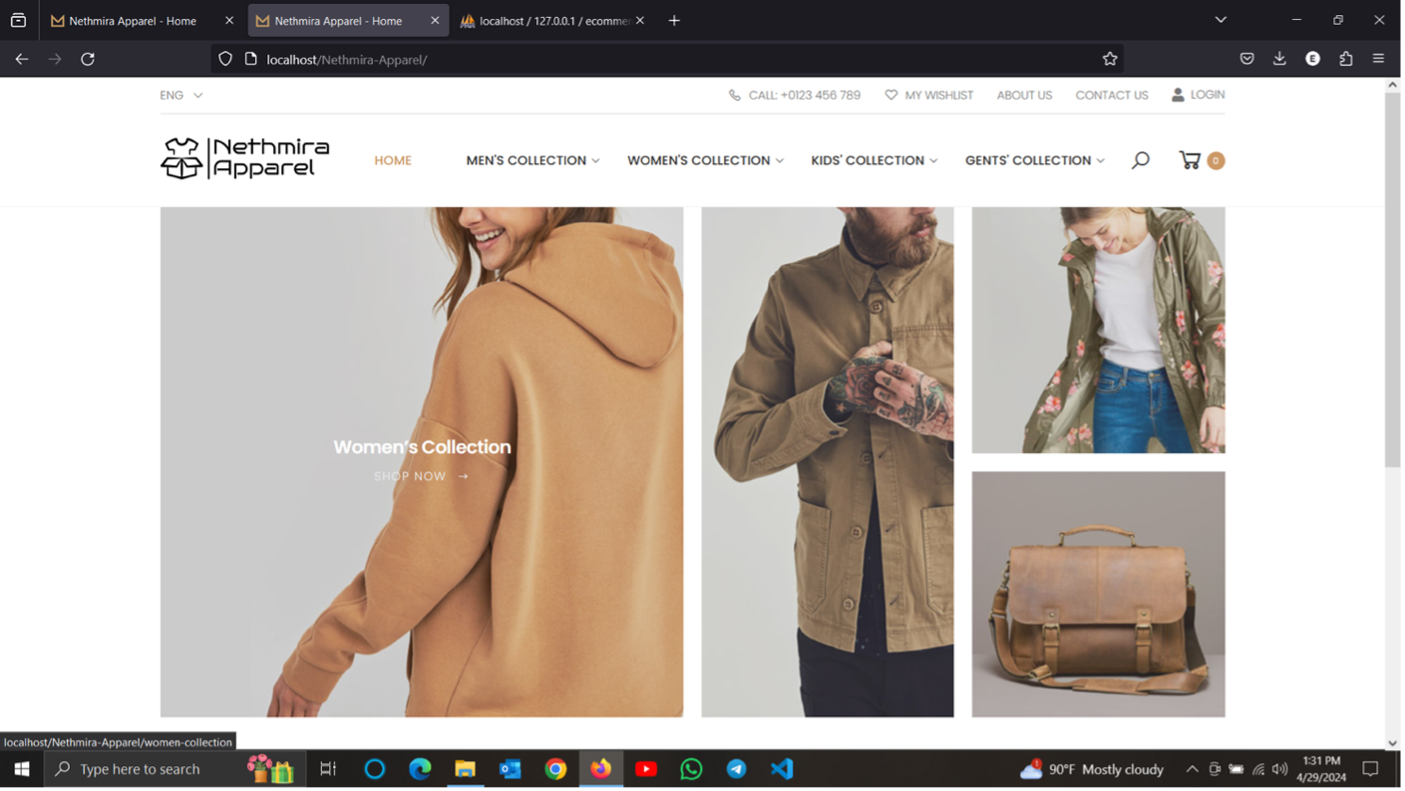 Nethmira Apparel - Home
Nethmira Apparel - Home
localhost / 127.0.0.1 / ecomme
localhost/Nethmira-Apparel/
E
ENG
CALL: +0123 456 789
MY WISHLIST
ABOUT US
CONTACT US
LOGIN
Nethmira
Apparel
HOME
MEN'S COLLECTION
WOMEN'S COLLECTION
KIDS' COLLECTION
GENTS' COLLECTION
0
Women's Collection
SHOP NOW →
localhost/Nethmira-Apparel/women-collection
Type here to search
1
90°F Mostly cloudy
1:31 PM
4/29/2024